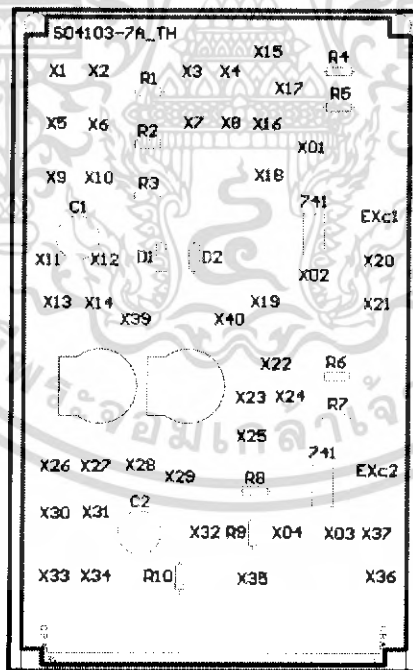 SO4103-7A_TH
X15
X1 X2 R1 X3 X4 R4
X17
R5
X5 X6 R2 X7 X8 X16
X01
X9 X10 R3 X18
C1 741
EXc1
X11 X12 D1 D2 X20
X02
X13 X14 X19 X21
X39 X40
X22 R6
X23 X24
R7
X25
741
X26 X27 X28 EXc2
X29 R8
C2
X30 X31
X32 R9 X04 X03 X37
X33 X34 R10 X35 X36